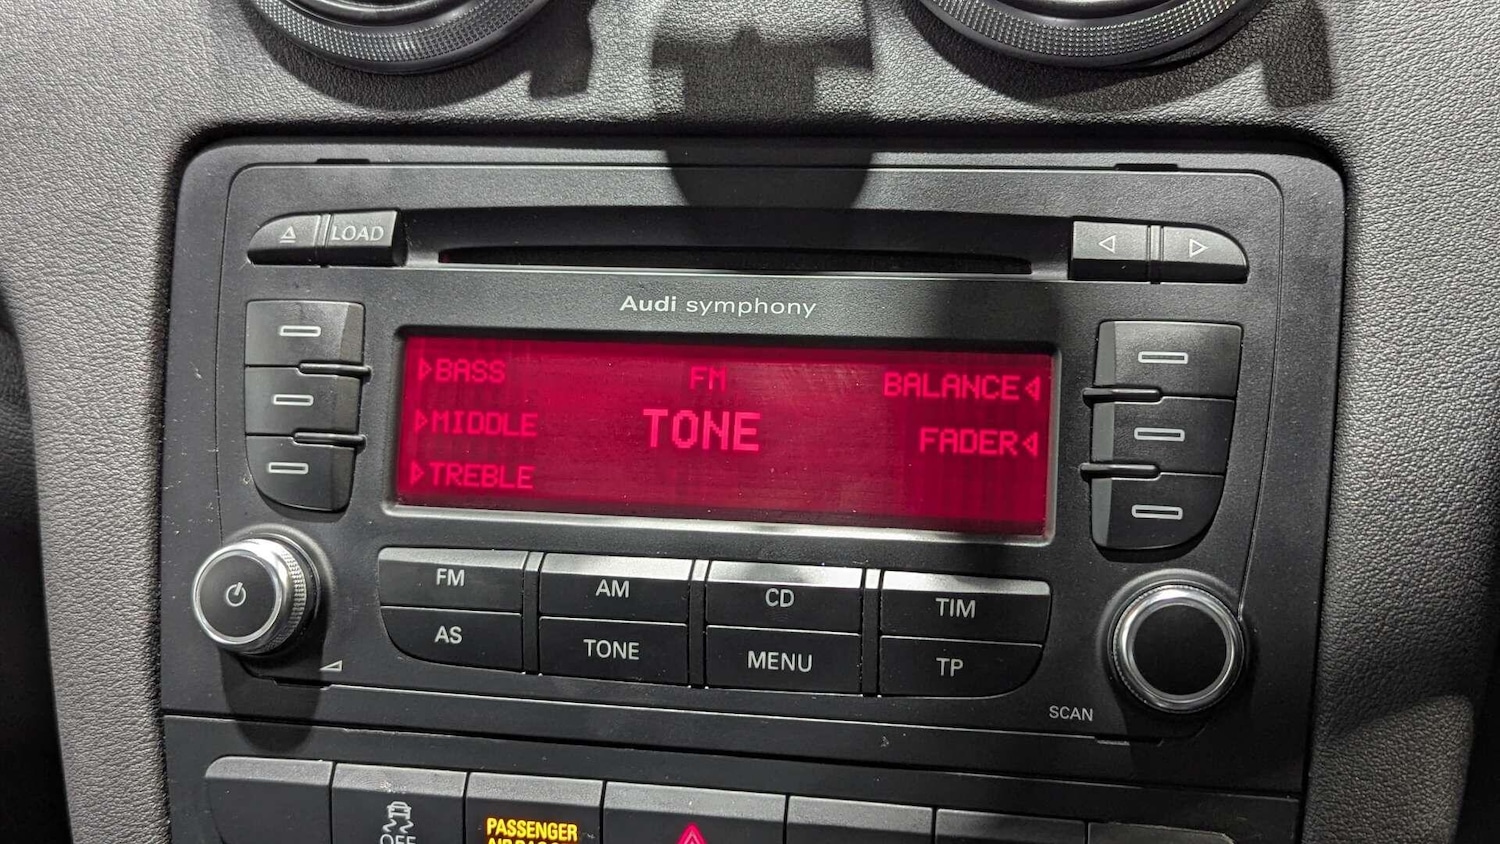 LOAD
Audi symphony
BASS FM BALANCE
MIDDLE TONE FADER
TREBLE
FM AM CD TIM
AS TONE MENU TP
SCAN
OFF PASSENGER